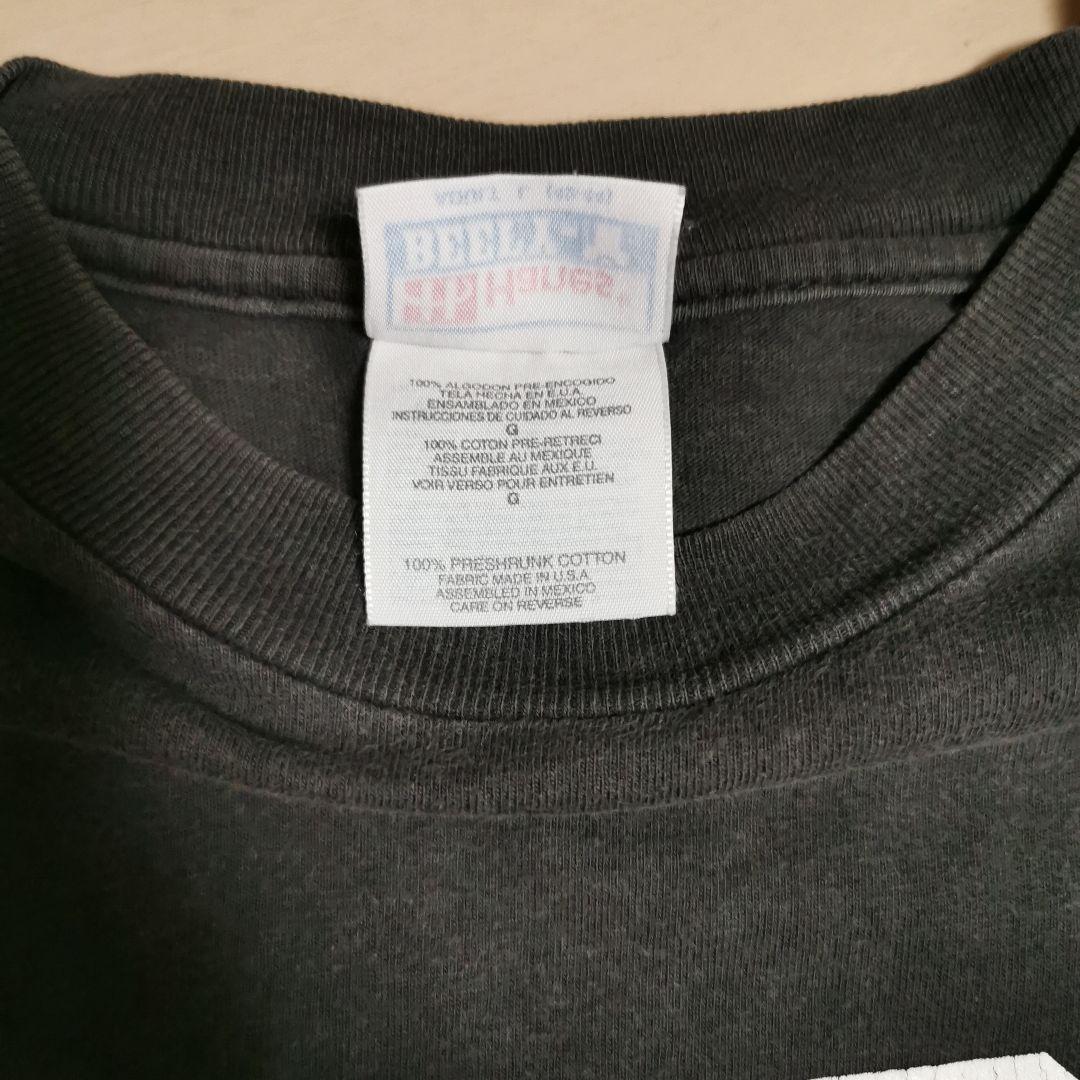 BEEFY-T
Hanes
100% ALGODON PRE-ENCOGIDO
TELA HECHA EN E.U.A.
ENSAMBLADO EN MEXICO
INSTRUCCIONES DE CUIDADO AL REVERSO
G
100% COTON PRE-RETRECI
ASSEMBLE AU MEXIQUE
TISSU FABRIQUE AUX E.U.
VOIR VERSO POUR ENTRETIEN
G
100% PRESHRUNK COTTON
FABRIC MADE IN U.S.A.
ASSEMBLED IN MEXICO
CARE ON REVERSE